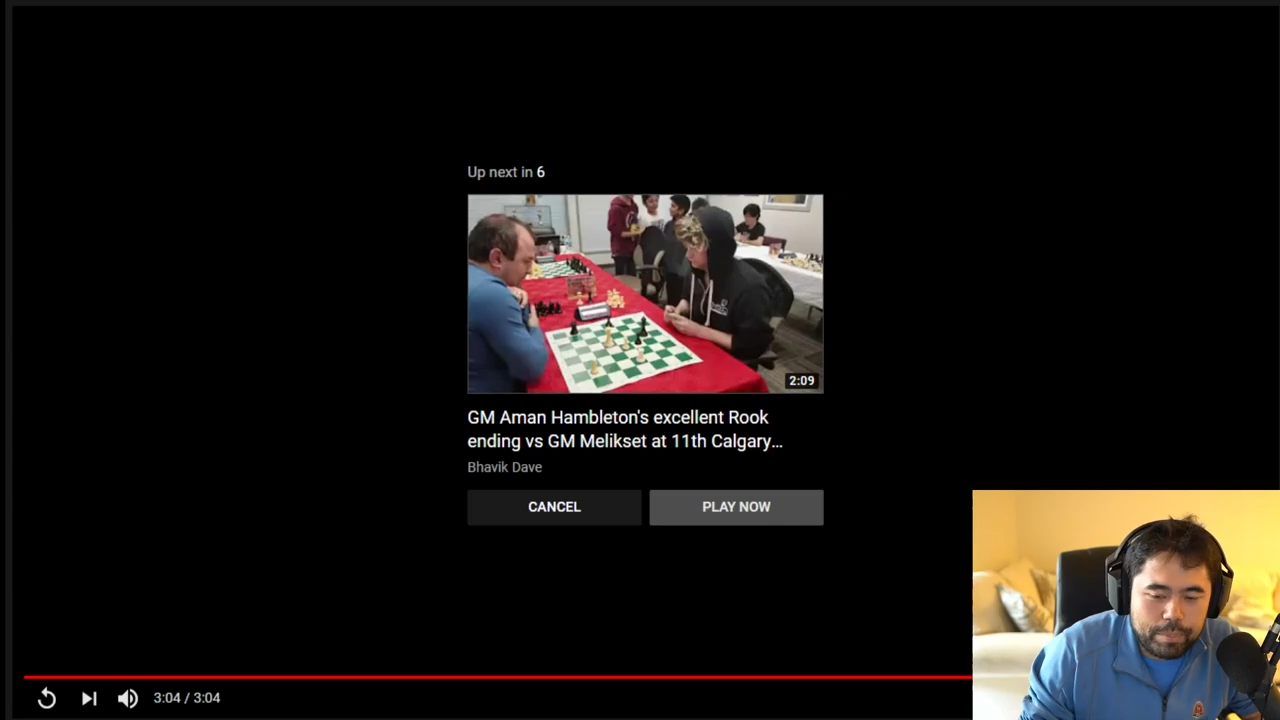 Up next in 6
2:09
GM Aman Hambleton's excellent Rook
ending vs GM Melikset at 11th Calgary...
Bhavik Dave
CANCEL
PLAY NOW
3:04 / 3:04